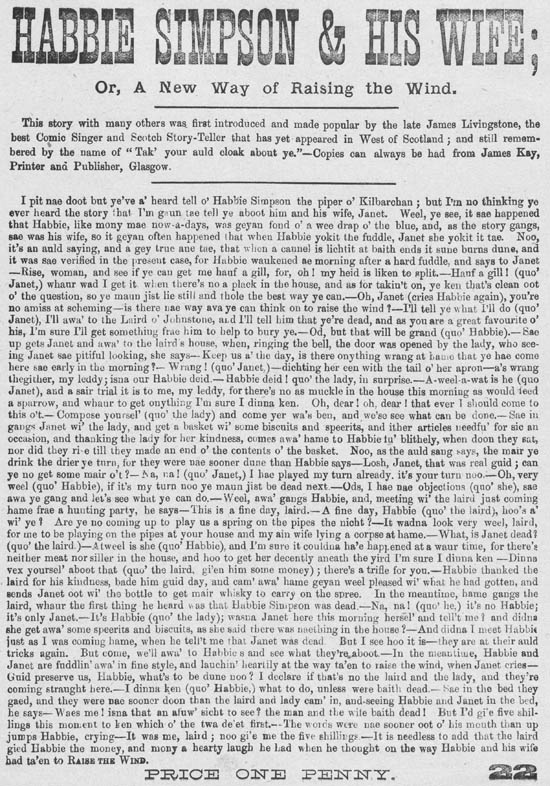 HABBIE SIMPSON & HIS WIFE;
Or, A New Way of Raising the Wind.
This story with many others was first introduced and made popular by the late James Livingstone, the
best Comic Singer and Scotch Story-Teller that has yet appeared in West of Scotland; and still remem-
bered by the name of "Tak' your auld cloak about ye."—Copies can always be had from James Kay,
Printer and Publisher, Glasgow.
I pit nae doot but ye've a' heard tell o' Habbie Simpson the piper o' Kilbarchan; but I'm no thinking ye
ever heard the story that I'm gaun tae tell ye aboot him and his wife, Janet. Weel, ye see, it sae happened
that Habbie, like mony mae now-a-days, was geyan fond o' a wee drap o' the blue, and, as the story gangs,
sae was his wife, so it geyan often happened that when Habbie yokit the fuddle, Janet she yokit it tae. Noo,
it's an auld saying, and a gey true ane tae, that when a cannel is lichtit at baith ends it sune burns dune, and
it was sae verified in the present case, for Habbie waukened ae morning after a hard fuddle, and says to Janet
—Rise, woman, and see if ye can get me hauf a gill, for, oh! my heid is liken to split.—Hauf a gill! (quo'
Janet,) whaur wad I get it when there's no a plack in the house, and as for takin't on, ye ken that's clean oot
o' the question, so ye maun jist lie still and thole the best way ye can.—Oh, Janet (cries Habbie again), you're
no amiss at scheming—is there nae way ava ye can think on to raise the wind?—I'll tell ye what I'll do (quo'
Janet), I'll awa' to the Laird o' Johnstone, and I'll tell him that ye're dead, and as you are a great favourite o'
his, I'm sure I'll get something frae him to help to bury ye.—Od, but that will be grand (quo' Habbie).—Sae
up gets Janet and awa' to the laird's house, when, ringing the bell, the door was opened by the lady, who see-
ing Janet sae pitiful looking, she says—Keep us a' the day, is there onything wrang at hame that ye hae come
here sae early in the morning?—Wrang! (quo' Janet,)—dichting her een with the tail o' her apron—a's wrang
thegither, my leddy; isna our Habbie deid.—Habbie deid! quo' the lady, in surprise.—A-weel-a-wat is he (quo
Janet), and a sair trial it is to me, my leddy, for there's no as muckle in the house this morning as would feed
a sparrow, and whaur to get onything I'm sure I dinna ken. Oh, dear! oh, dear! that ever I should come to
this o't.—Compose yoursel' (quo' the lady) and come yer wa's ben, and we'se see what can be done.—Sae in
gangs Janet wi' the lady, and get a basket wi' some biscuits and speerits, and ither articles needfu' for sic an
occasion, and thanking the lady for her kindness, comes awa' hame to Habbie fu' blithely, when doon they sat,
nor did they rise till they made an end o' the contents o' the basket. Noo, as the auld sang says, the mair ye
drink the drier ye turn, for they were nae sooner dune than Habbie says—Losh, Janet, that was real guid; can
ye no get some mair o't?—Na, na! (quo' Janet,) I hae played my turn already, it's your turn noo.—Oh, very
weel (quo' Habbie), if it's my turn noo ye maun jist be dead next.—Ods, I hae nae objections (quo' she), sae
awa ye gang and let's see what ye can do.—Weel, awa' gangs Habbie, and, meeting wi' the laird just coming
hame frae a hunting party, he says—This is a fine day, laird.—A fine day, Habbie (quo' the laird), hoo's a'
wi' ye? Are ye no coming up to play us a spring on the pipes the nicht?—It wadna look very weel, laird,
for me to be playing on the pipes at your house and my ain wife lying a corpse at hame.—What, is Janet dead?
(quo' the laird.)—Atweel is she (quo' Habbie), and I'm sure it couldna ha'e happened at a waur time, for there's
neither meat nor siller in the house, and hoo to get her decently aneath the yird I'm sure I dinna ken—Dinna
vex yoursel' aboot that (quo' the laird, gi'en him some money); there's a trifle for you.—Habbie thanked the
laird for his kindness, bade him guid day, and cam' awa' hame geyan weel pleased wi' what he had gotten, and
sends Janet oot wi' the bottle to get mair whisky to carry on the spree. In the meantime, hame gangs the
laird, whaur the first thing he heard was that Habbie Simpson was dead.—Na, na! (quo' he,) it's no Habbie;
it's only Janet.—It's Habbie (quo' the lady); wasna Janet here this morning hersel' and tell't me? and didna
she get awa' some speerits and biscuits, as she said there was naething in the house?—And didna I meet Habbie
just as I was coming hame, when he tell't me that Janet was dead But I see hoo it is—they are at their auld
tricks again. But come, we'll awa' to Habbie's and see what they're aboot.—In the meantime, Habbie and
Janet are fuddlin' awa' in fine style, and lauchin' heartily at the way ta'en to raise the wind, when Janet cries—
Guid preserve us, Habbie, what's to be dune noo? I declare if that's no the laird and the lady, and they're
coming straught here.—I dinna ken (quo' Habbie,) what to do, unless were baith dead.—Sae in the bed they
gaed, and they were nae sooner doon than the laird and lady cam' in, and seeing Habbie and Janet in the bed,
he says—Waes me! isna that an afuw' sicht to see? the man and the wife baith dead! But I'd gi'e five shil-
lings this moment to ken which o' the twa de'et first.—The words were nae sooner oot o' his mouth than up
jumps Habbie, crying—It was me, laird; noo gi'e me the five shillings.—It is needless to add that the laird
gied Habbie the money, and mony a hearty laugh he had when he thought on the way Habbie and his wife
had ta'en to RAISE THE WIND.
PRICE ONE PENNY. 22